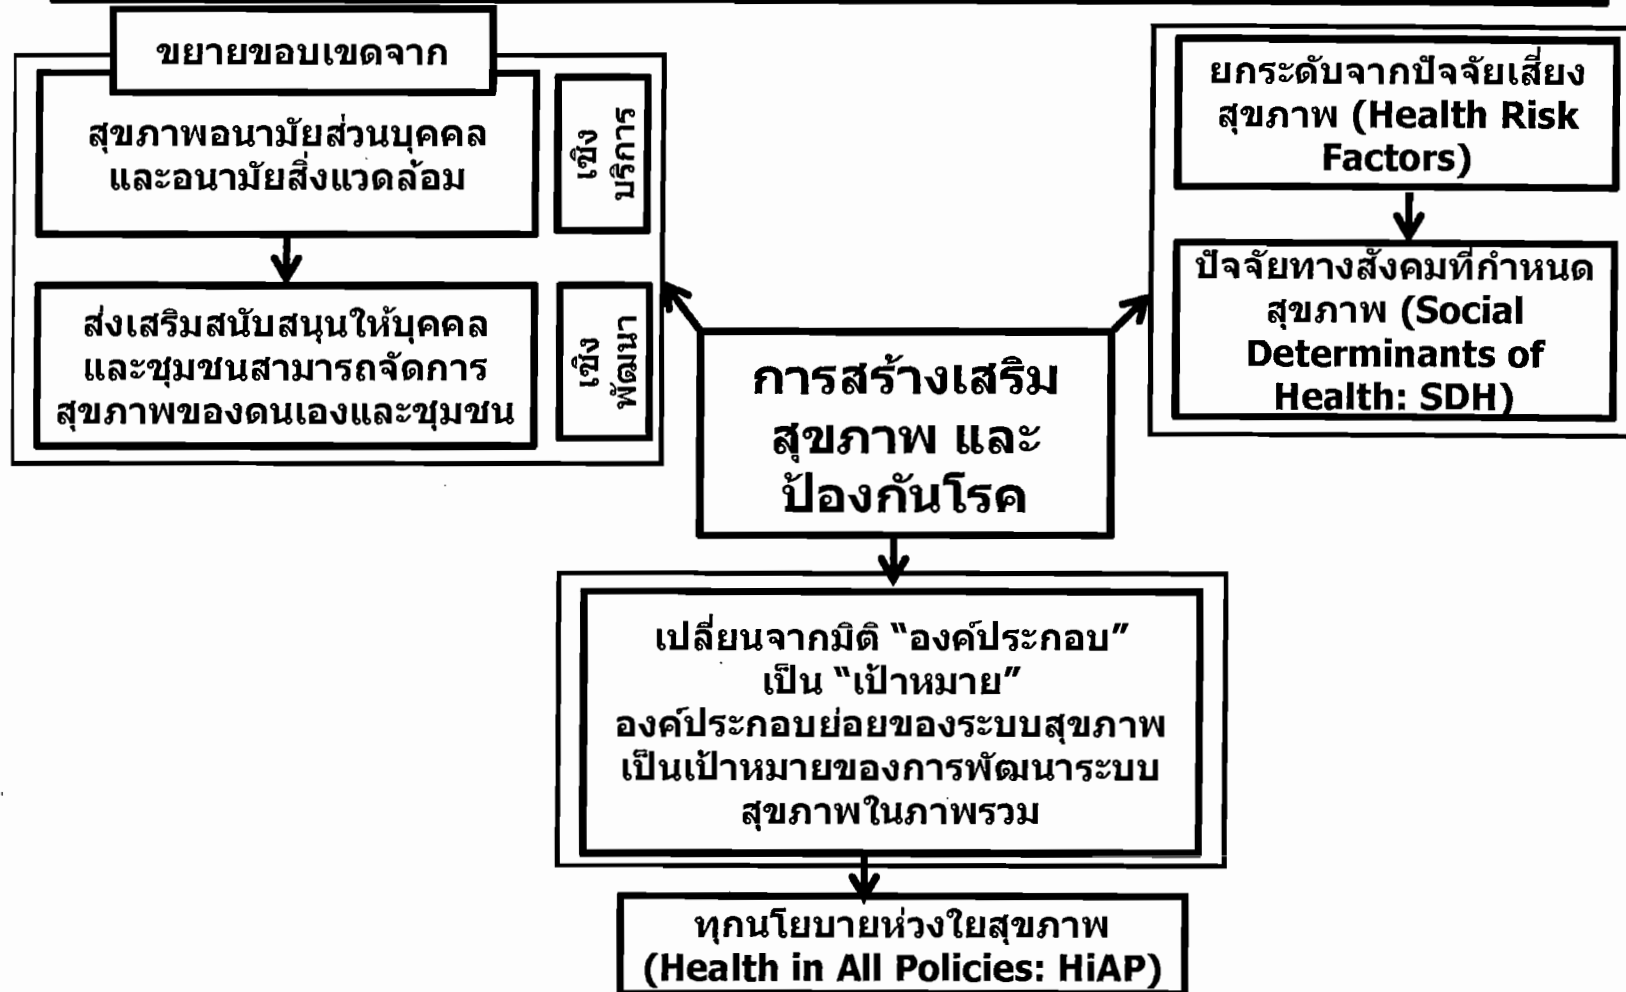 ขยายขอบเขตจาก
สุขภาพอนามัยส่วนบุคคล
และอนามัยสิ่งแวดล้อม
เชิง
บริการ
ส่งเสริมสนับสนุนให้บุคคล
และชุมชนสามารถจัดการ
สุขภาพของตนเองและชุมชน
เชิง
พัฒนา
ยกระดับจากปัจจัยเสี่ยง
สุขภาพ (Health Risk
Factors)
ปัจจัยทางสังคมที่กำหนด
สุขภาพ (Social
Determinants of
Health: SDH)
การสร้างเสริม
สุขภาพ และ
ป้องกันโรค
เปลี่ยนจากมิติ “องค์ประกอบ”
เป็น “เป้าหมาย”
องค์ประกอบย่อยของระบบสุขภาพ
เป็นเป้าหมายของการพัฒนาระบบ
สุขภาพในภาพรวม
ทุกนโยบายห่วงใยสุขภาพ
(Health in All Policies: HiAP)